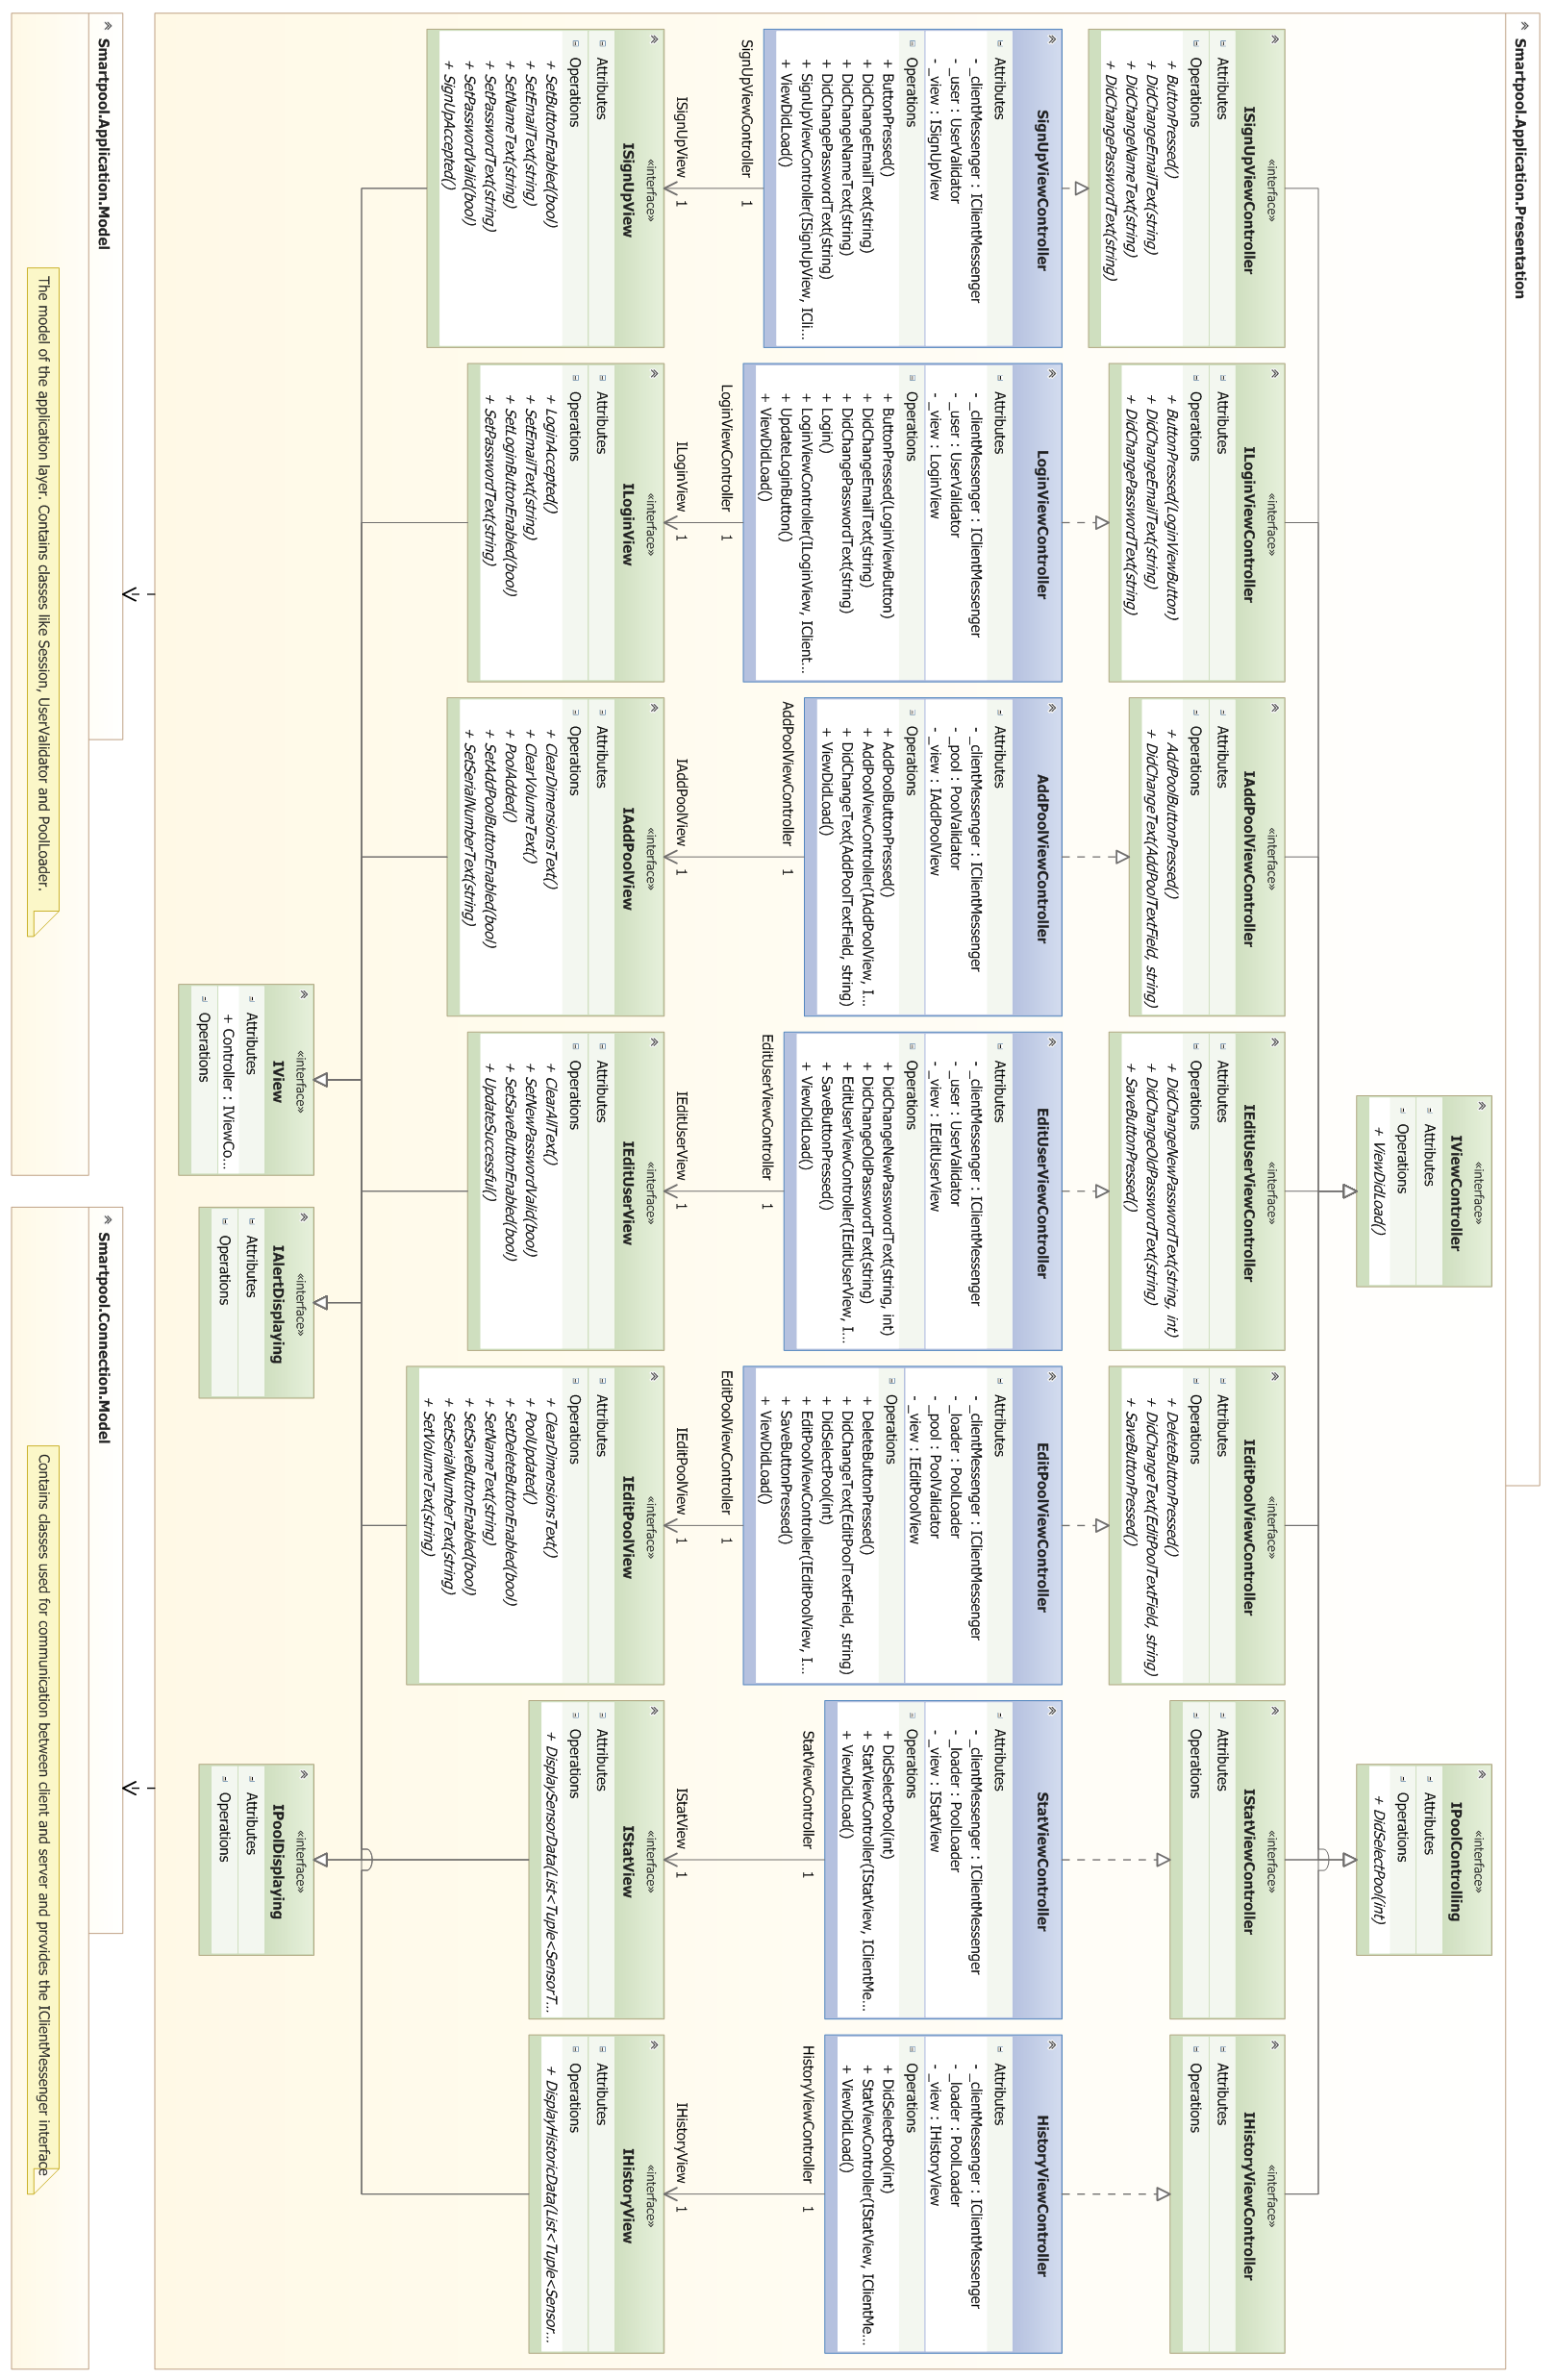 Smartpool.Application.Presentation
«interface»
IViewController
Attributes
Operations
+ ViewDidLoad()
«interface»
IPoolControlling
Attributes
Operations
+ DidSelectPool(int)
«interface»
ISignUpViewController
Attributes
Operations
+ ButtonPressed()
+ DidChangeEmailText(string)
+ DidChangeNameText(string)
+ DidChangePasswordText(string)
«interface»
ILoginViewController
Attributes
Operations
+ ButtonPressed(LoginViewButton)
+ DidChangeEmailText(string)
+ DidChangePasswordText(string)
«interface»
IAddPoolViewController
Attributes
Operations
+ AddPoolButtonPressed()
+ DidChangeText(AddPoolTextField, string)
«interface»
IEditUserViewController
Attributes
Operations
+ DidChangeNewPasswordText(string, int)
+ DidChangeOldPasswordText(string)
+ SaveButtonPressed()
«interface»
IEditPoolViewController
Attributes
Operations
+ DeleteButtonPressed()
+ DidChangeText(EditPoolTextField, string)
+ SaveButtonPressed()
«interface»
IStatViewController
Attributes
Operations
«interface»
IHistoryViewController
Attributes
Operations
SignUpViewController
Attributes
- _clientMessenger : IClientMessenger
- _user : UserValidator
- _view : ISignUpView
Operations
+ ButtonPressed()
+ DidChangeEmailText(string)
+ DidChangeNameText(string)
+ DidChangePasswordText(string)
+ SignUpViewController(ISignUpView, ICli...
+ ViewDidLoad()
LoginViewController
Attributes
- _clientMessenger : IClientMessenger
- _user : UserValidator
- _view : LoginView
Operations
+ ButtonPressed(LoginViewButton)
+ DidChangeEmailText(string)
+ DidChangePasswordText(string)
+ Login()
+ LoginViewController(ILoginView, IClient...
+ UpdateLoginButton()
+ ViewDidLoad()
AddPoolViewController
Attributes
- _clientMessenger : IClientMessenger
- _pool : PoolValidator
- _view : IAddPoolView
Operations
+ AddPoolButtonPressed()
+ AddPoolViewController(IAddPoolView, I...
+ DidChangeText(AddPoolTextField, string)
+ ViewDidLoad()
EditUserViewController
Attributes
- _clientMessenger : IClientMessenger
- _user : UserValidator
- _view : IEditUserView
Operations
+ DidChangeNewPasswordText(string, int)
+ DidChangeOldPasswordText(string)
+ EditUserViewController(IEditUserView, I...
+ SaveButtonPressed()
+ ViewDidLoad()
EditPoolViewController
Attributes
- _clientMessenger : IClientMessenger
- _loader : PoolLoader
- _pool : PoolValidator
- _view : IEditPoolView
Operations
+ DeleteButtonPressed()
+ DidChangeText(EditPoolTextField, string)
+ DidSelectPool(int)
+ EditPoolViewController(IEditPoolView, I...
+ SaveButtonPressed()
+ ViewDidLoad()
StatViewController
Attributes
- _clientMessenger : IClientMessenger
- _loader : PoolLoader
- _view : IStatView
Operations
+ DidSelectPool(int)
+ StatViewController(IStatView, IClientMe...
+ ViewDidLoad()
HistoryViewController
Attributes
- _clientMessenger : IClientMessenger
- _loader : PoolLoader
- _view : IHistoryView
Operations
+ DidSelectPool(int)
+ StatViewController(IStatView, IClientMe...
+ ViewDidLoad()
SignUpViewController 1
ISignUpView 1
LoginViewController 1
ILoginView 1
AddPoolViewController 1
IAddPoolView 1
EditUserViewController 1
IEditUserView 1
EditPoolViewController 1
IEditPoolView 1
StatViewController 1
IStatView 1
HistoryViewController 1
IHistoryView 1
«interface»
ISignUpView
Attributes
Operations
+ SetButtonEnabled(bool)
+ SetEmailText(string)
+ SetNameText(string)
+ SetPasswordText(string)
+ SetPasswordValid(bool)
+ SignUpAccepted()
«interface»
ILoginView
Attributes
Operations
+ LoginAccepted()
+ SetEmailText(string)
+ SetLoginButtonEnabled(bool)
+ SetPasswordText(string)
«interface»
IAddPoolView
Attributes
Operations
+ ClearDimensionsText()
+ ClearVolumeText()
+ PoolAdded()
+ SetAddPoolButtonEnabled(bool)
+ SetSerialNumberText(string)
«interface»
IEditUserView
Attributes
Operations
+ ClearAllText()
+ SetNewPasswordValid(bool)
+ SetSaveButtonEnabled(bool)
+ UpdateSuccessful()
«interface»
IEditPoolView
Attributes
Operations
+ ClearDimensionsText()
+ PoolUpdated()
+ SetDeleteButtonEnabled(bool)
+ SetNameText(string)
+ SetSaveButtonEnabled(bool)
+ SetSerialNumberText(string)
+ SetVolumeText(string)
«interface»
IStatView
Attributes
Operations
+ DisplaySensorData(List<Tuple<SensorT...
«interface»
IHistoryView
Attributes
Operations
+ DisplayHistoricData(List<Tuple<Sensor...
«interface»
IView
Attributes
+ Controller : IViewCo...
Operations
«interface»
IAlertDisplaying
Attributes
Operations
«interface»
IPoolDisplaying
Attributes
Operations
Smartpool.Application.Model
The model of the application layer. Contains classes like Session, UserValidator and PoolLoader.
Smartpool.Connection.Model
Contains classes used for communication between client and server and provides the IClientMessenger interface